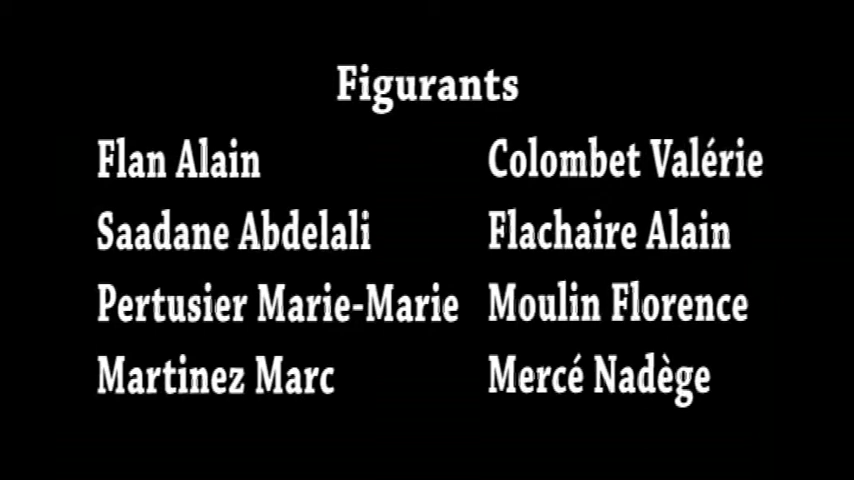 Figurants
Flan Alain
Colombet Valérie
Saadane Abdelali
Flachaire Alain
Pertusier Marie-Marie
Moulin Florence
Martinez Marc
Mercé Nadège